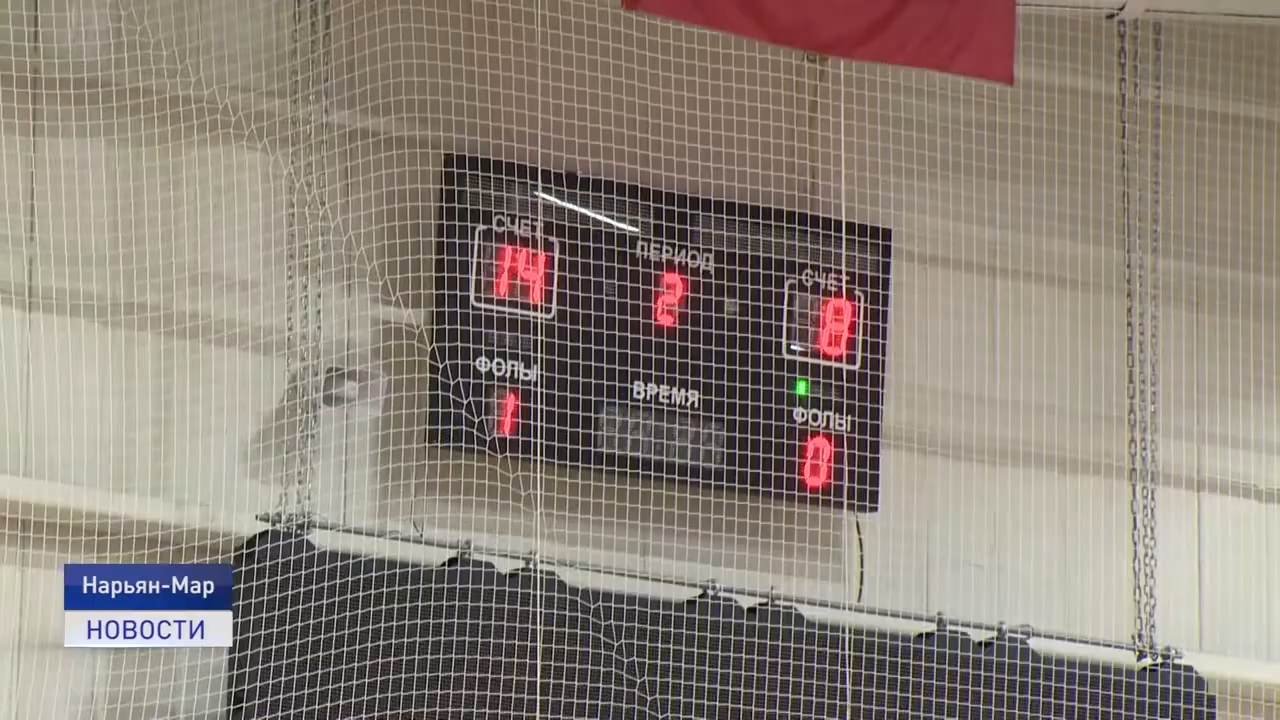 СЧЕТ
ПЕРИОД
СЧЕТ
14
2
8
ФОЛЫ
ВРЕМЯ
ФОЛЫ
1
0
Нарьян-Мар
НОВОСТИ